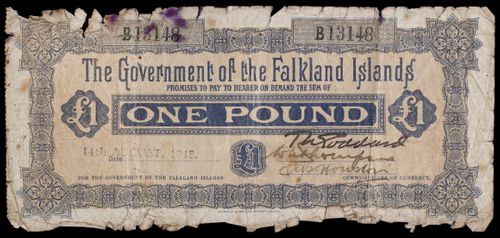 B13148 B13148
The Government of the Falkland Islands
PROMISES TO PAY TO BEARER ON DEMAND THE SUM OF
£1 ONE POUND £1
14th AUGUST, 1918.
Date
£1
FOR THE GOVERNMENT OF THE FALKLAND ISLANDS COMMISSIONERS OF CURRENCY.